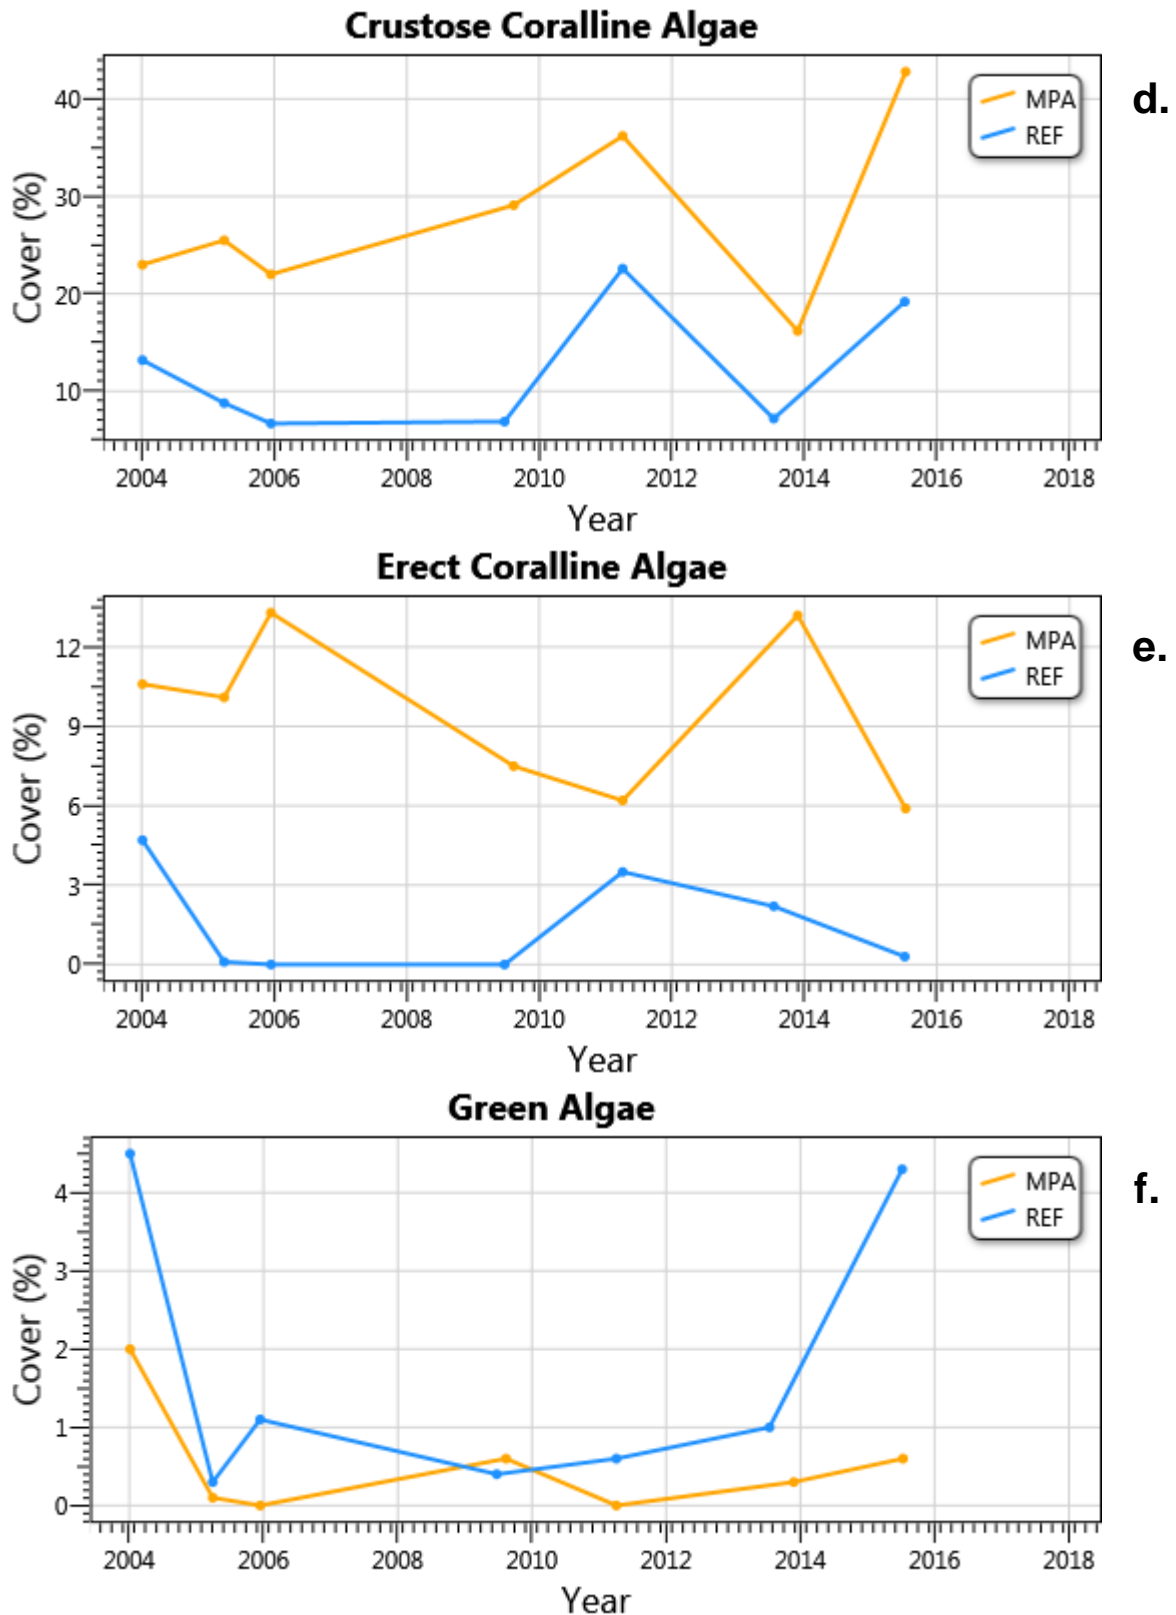 Crustose Coralline Algae
d.
MPA
REF
40
30
20
10
Cover (%)
2004 2006 2008 2010 2012 2014 2016 2018
Year
Erect Coralline Algae
e.
MPA
REF
12
9
6
3
0
Cover (%)
2004 2006 2008 2010 2012 2014 2016 2018
Year
Green Algae
f.
MPA
REF
4
3
2
1
0
Cover (%)
2004 2006 2008 2010 2012 2014 2016 2018
Year